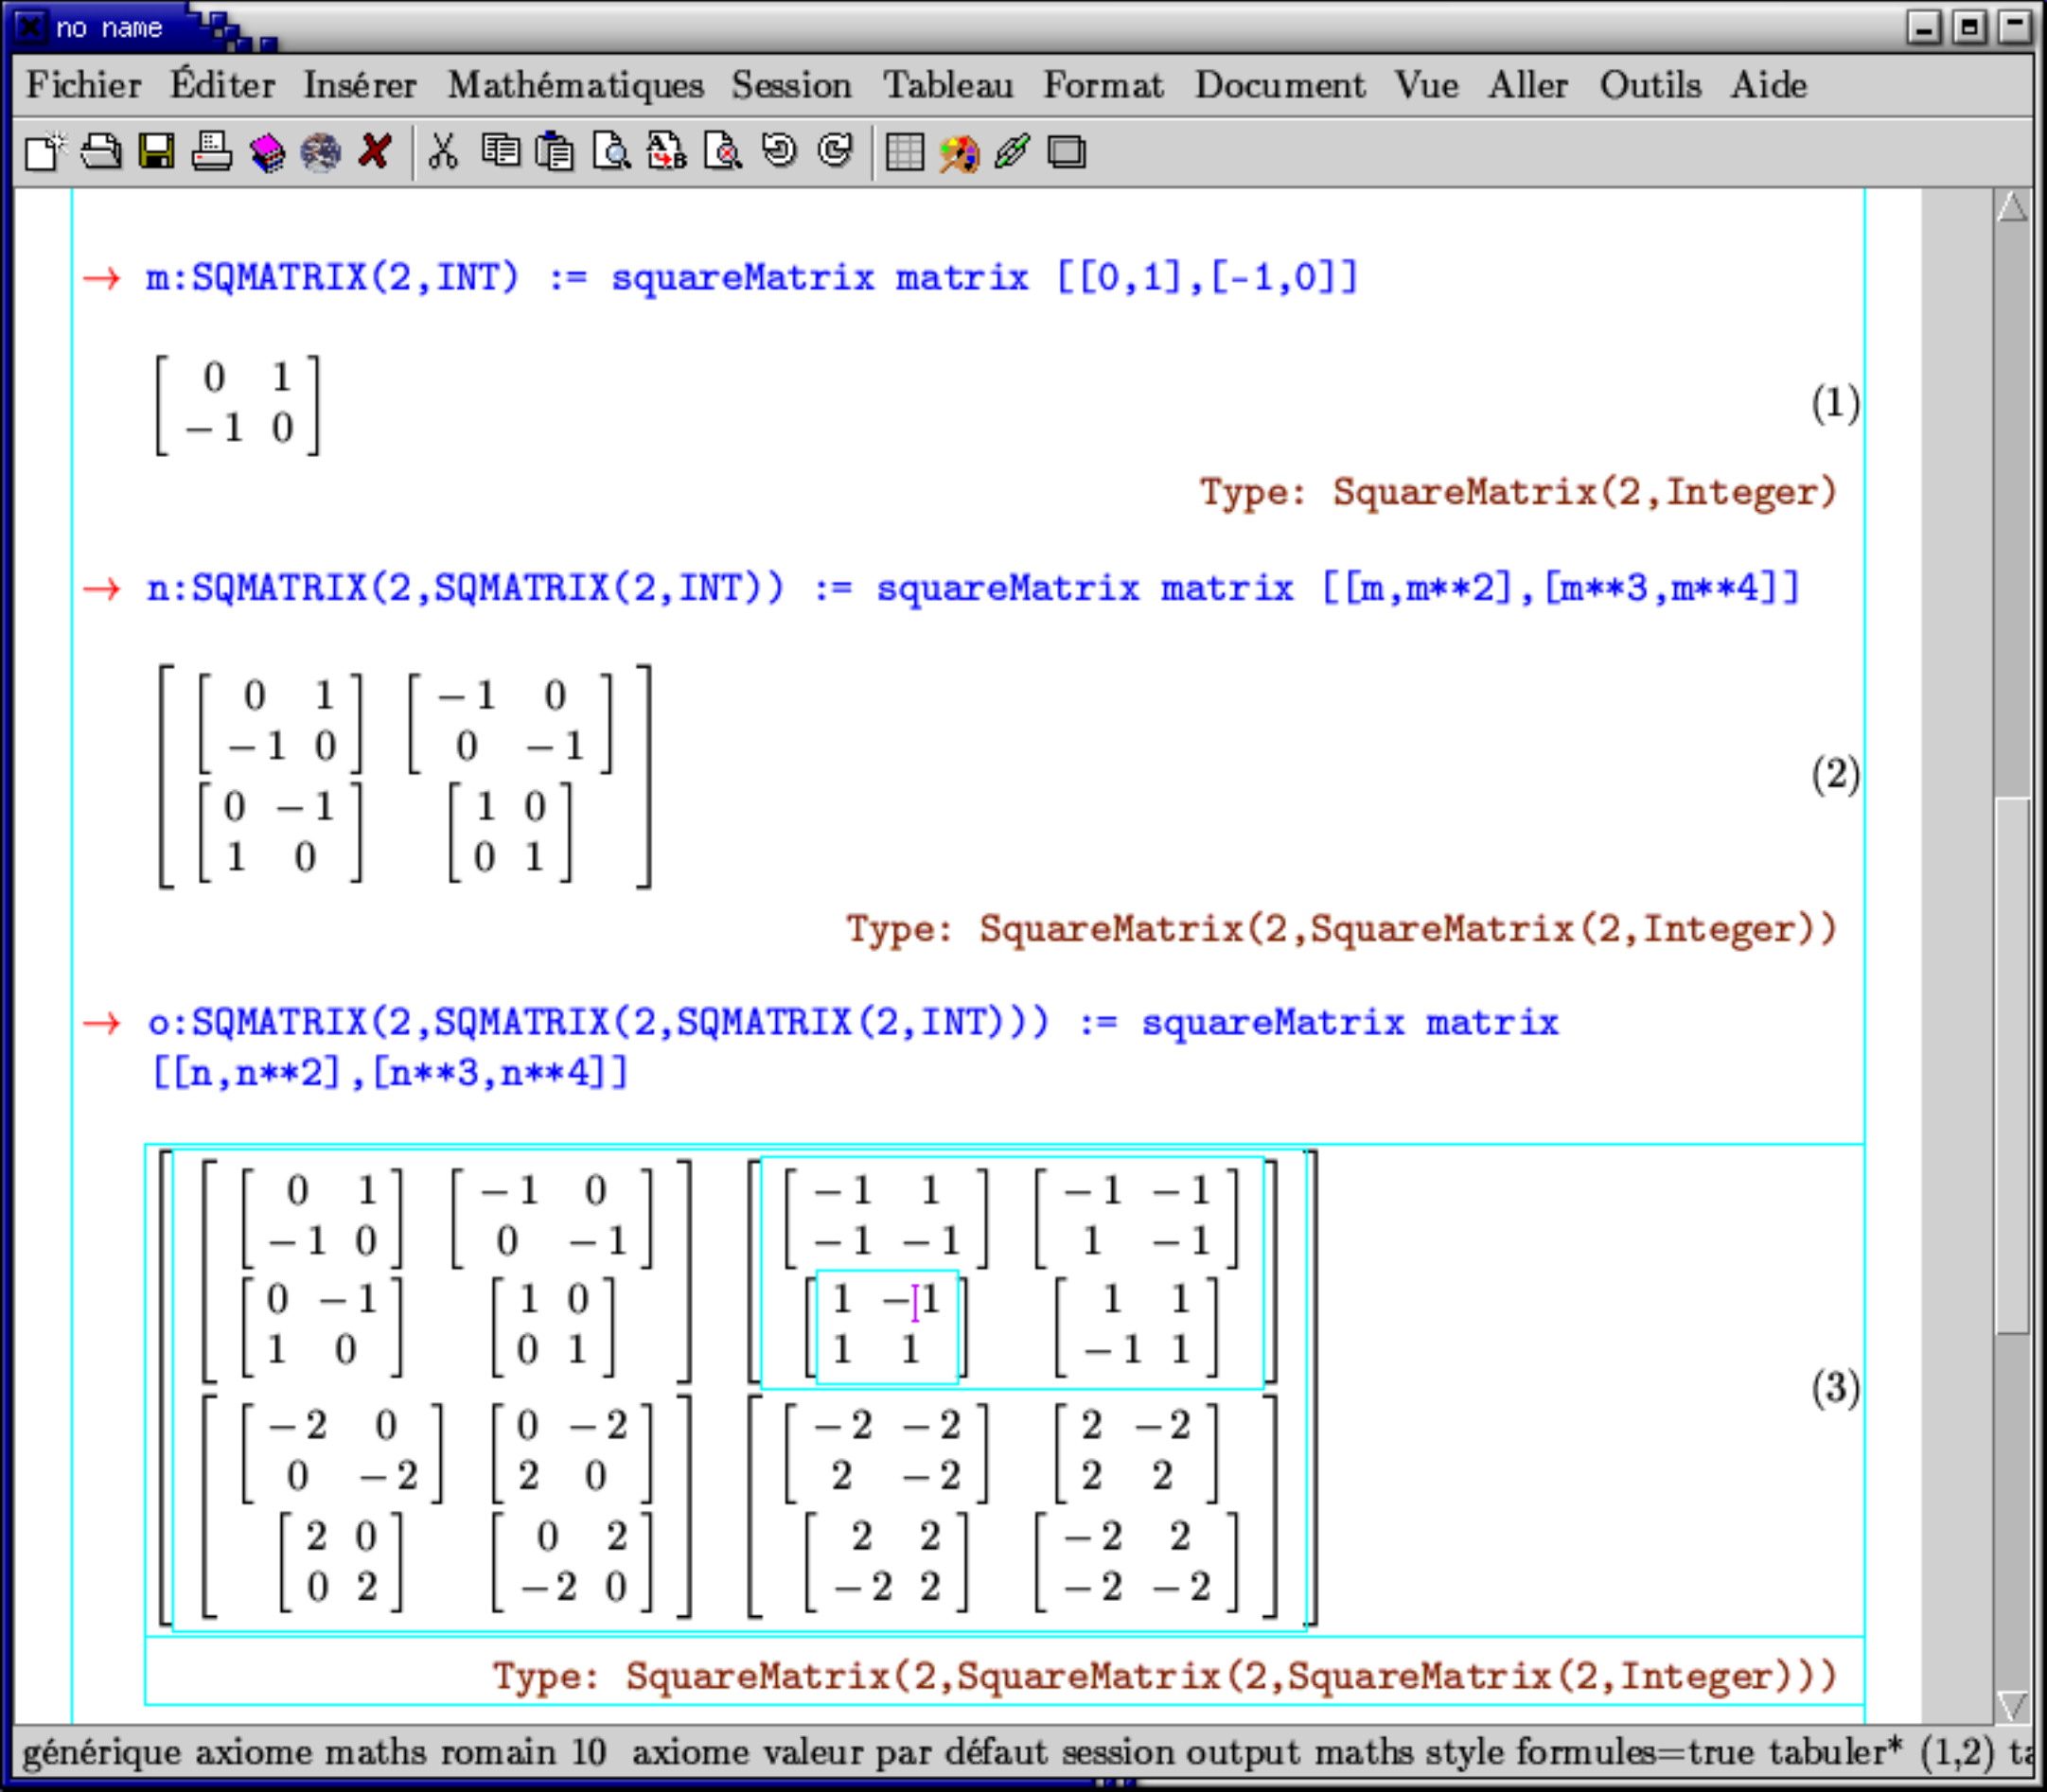 no name
Fichier Éditer Insérer Mathématiques Session Tableau Format Document Vue Aller Outils Aide
→ m:SQMATRIX(2,INT) := squareMatrix matrix [[0,1],[-1,0]]
0 1
−1 0
(1)
Type: SquareMatrix(2,Integer)
→ n:SQMATRIX(2,SQMATRIX(2,INT)) := squareMatrix matrix [[m,m**2],[m**3,m**4]]
0 1 −1 0
−1 0 0 −1
(2)
0 −1 1 0
1 0 0 1
Type: SquareMatrix(2,SquareMatrix(2,Integer))
→ o:SQMATRIX(2,SQMATRIX(2,SQMATRIX(2,INT))) := squareMatrix matrix
[[n,n**2],[n**3,n**4]]
0 1 −1 0 −1 1 −1 −1
−1 0 0 −1 −1 −1 1 −1
0 −1 1 0 1 −1 1 1
1 0 0 1 1 1 −1 1
(3)
−2 0 0 −2 −2 −2 2 −2
0 −2 2 0 2 −2 2 2
2 0 0 2 2 2 −2 2
0 2 −2 0 −2 2 −2 −2
Type: SquareMatrix(2,SquareMatrix(2,SquareMatrix(2,Integer)))
générique axiome maths romain 10 axiome valeur par défaut session output maths style formules=true tabuler* (1,2)